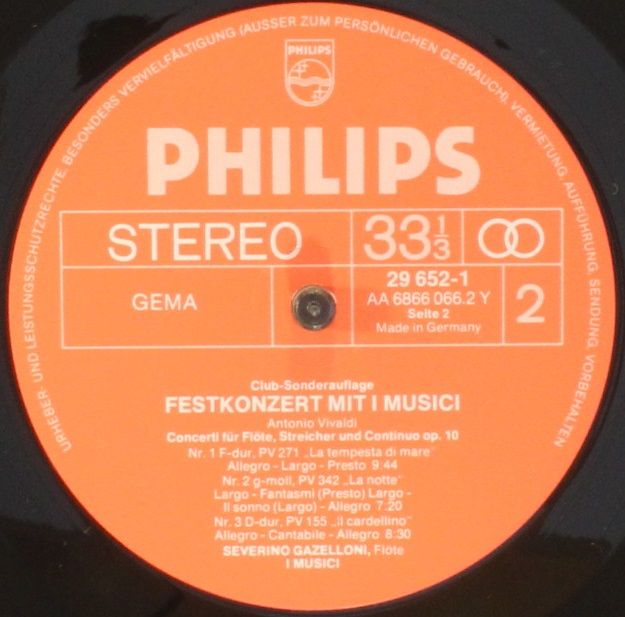 URHEBER- UND LEISTUNGSSCHUTZRECHTE, BESONDERS VERVIELFÄLTIGUNG (AUSSER ZUM PERSÖNLICHEN GEBRAUCH), VERMIETUNG, AUFFÜHRUNG, SENDUNG, VORBEHALTEN
PHILIPS
PHILIPS
STEREO
33 1/3
GEMA
29 652-1
AA 6866 066.2 Y
Seite 2
Made in Germany
2
Club-Sonderauflage
FESTKONZERT MIT I MUSICI
Antonio Vivaldi
Concerti für Flöte, Streicher und Continuo op. 10
Nr. 1 F-dur, PV 271 „La tempesta di mare“
Allegro - Largo - Presto 9:44
Nr. 2 g-moll, PV 342 „La notte“
Largo - Fantasmi (Presto) Largo -
Il sonno (Largo) - Allegro 7:20
Nr. 3 D-dur, PV 155 „il cardellino“
Allegro - Cantabile - Allegro 8:30
SEVERINO GAZELLONI, Flöte
I MUSICI